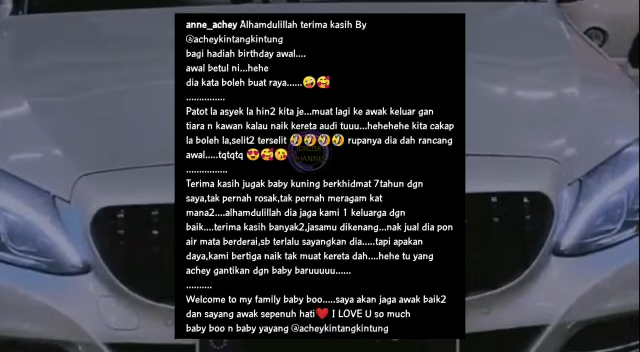 anne_achey Alhamdulillah terima kasih By
@acheykintangkintung
bagi hadiah birthday awal....
awal betul ni...hehe
dia kata boleh buat raya......🤪🥰
...............
Patot la asyek la hin2 kita je...muat lagi ke awak keluar gan
tiara n kawan kalau naik kereta audi tuuu...hehehehe kita cakap
la boleh la,selit2 terselit 🤣🤣🤣🤣 rupanya dia dah rancang
awal.....tqtqtq 😍🥰😘
................
Terima kasih jugak baby kuning berkhidmat 7tahun dgn
saya,tak pernah rosak,tak pernah meragam kat
mana2....alhamdulillah dia jaga kami 1 keluarga dgn
baik....terima kasih banyak2,jasamu dikenang...nak jual dia pon
air mata berderai,sb terlalu sayangkan dia.....tapi apakan
daya,kami bertiga naik tak muat kereta dah....hehe tu yang
achey gantikan dgn baby baruuuuu......
..........
Welcome to my family baby boo.....saya akan jaga awak baik2
dan sayang awak sepenuh hati❤️ I LOVE U so much
baby boo n baby yayang @acheykintangkintung